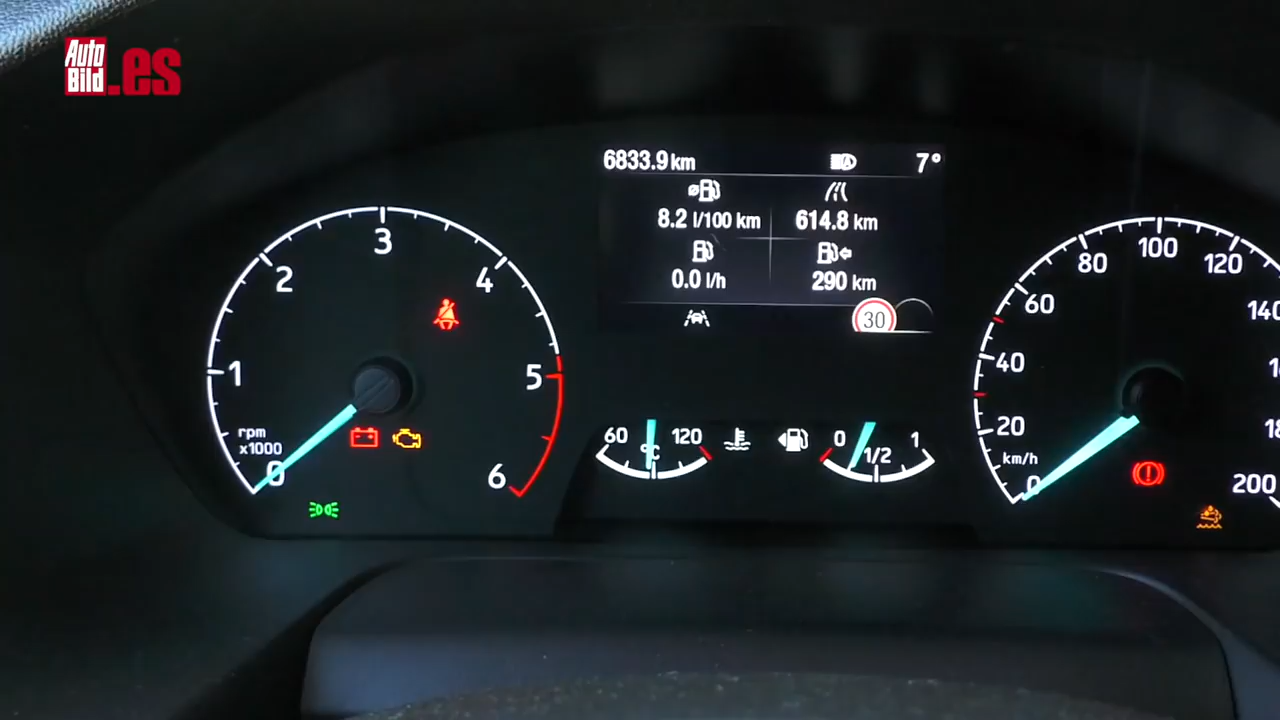 Auto
Bild.es
6833.9 km 7°
8.2 l/100 km 614.8 km
0.0 l/h 290 km
30
0 1 2 3 4 5 6
rpm
x1000
60 °C 120
0 1/2 1
0 20 40 60 80 100 120 140
200
km/h